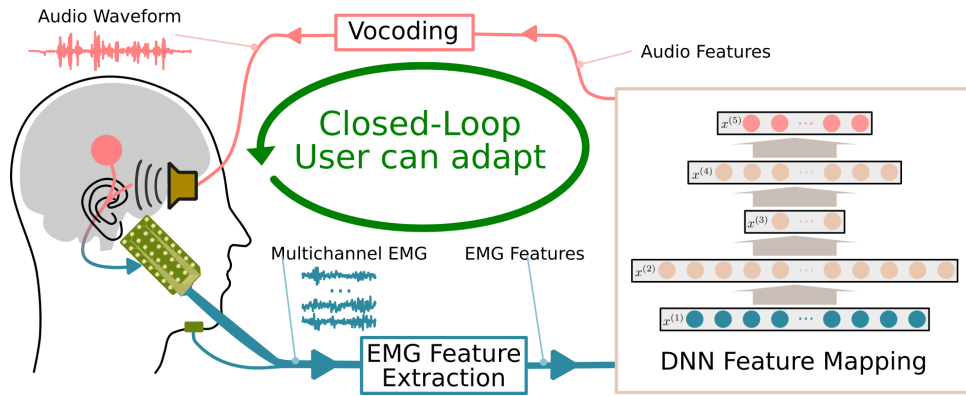 Audio Waveform
Vocoding
Audio Features
Closed-Loop
User can adapt
x^(5) ...
x^(4) ...
x^(3) ...
x^(2) ...
x^(1) ...
DNN Feature Mapping
Multichannel EMG
...
EMG Features
EMG Feature
Extraction